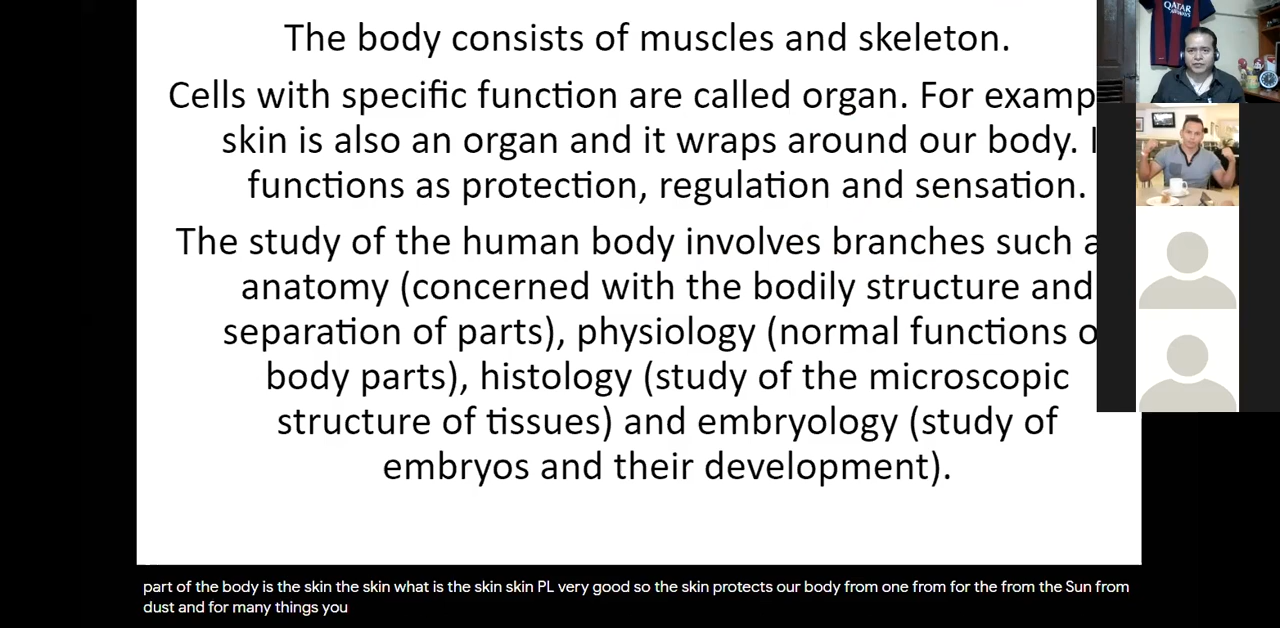 The body consists of muscles and skeleton.
Cells with specific function are called organ. For
skin is also an organ and it wraps around our body.
functions as protection, regulation and sensation.
The study of the human body involves branches such
anatomy (concerned with the bodily structure and
separation of parts), physiology (normal functions
body parts), histology (study of the microscopic
structure of tissues) and embryology (study of
embryos and their development).
part of the body is the skin the skin what is the skin skin PL very good so the skin protects our body from one from for the from the Sun from
dust and for many things you
QATAR
AIRWAYS